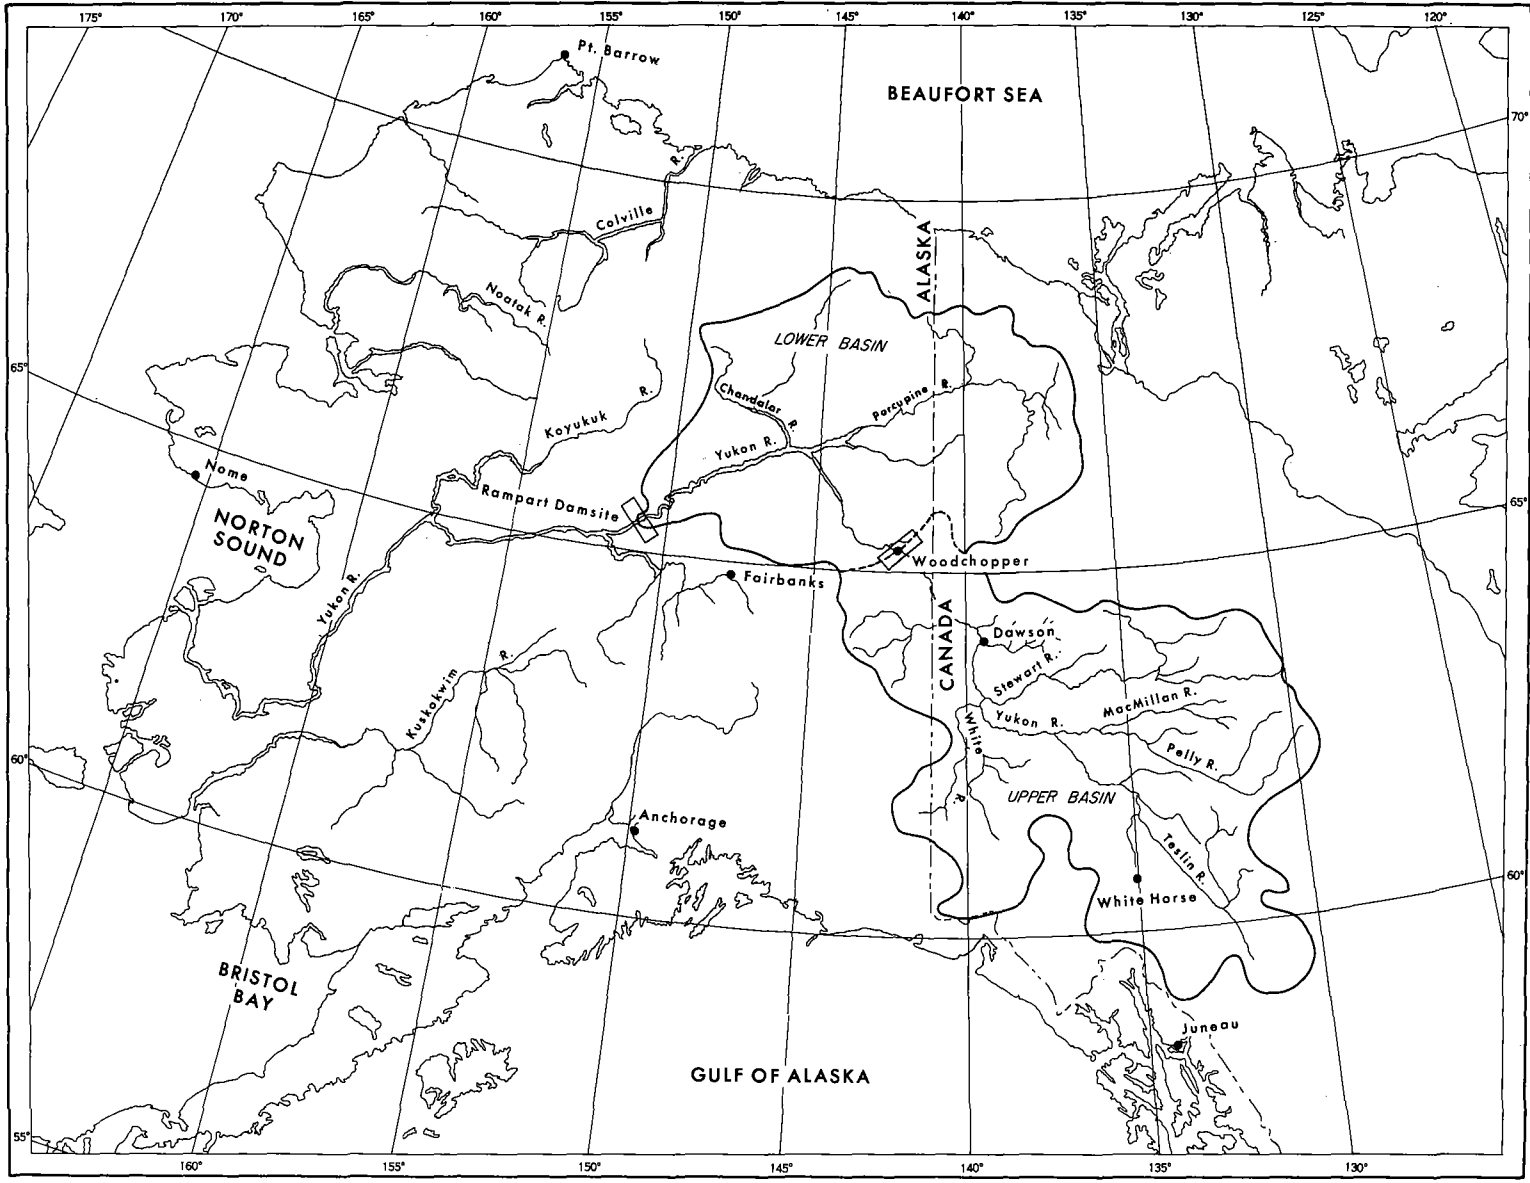 175°
170°
165°
160°
155°
150°
145°
140°
135°
130°
125°
120°
Pt. Barrow
BEAUFORT SEA
70°
R.
Colville
ALASKA
Noatak R.
LOWER BASIN
65°
Chandalar R.
Porcupine R.
Koyukuk R.
Yukon R.
Nome
Rampart Damsite
65°
NORTON
SOUND
Woodchopper
Fairbanks
Yukon R.
CANADA
Dawson
Stewart R.
Kuskokwim R.
MacMillan R.
Yukon R.
White R.
Pelly R.
60°
UPPER BASIN
Anchorage
Teslin R.
60°
White Horse
BRISTOL
BAY
Juneau
GULF OF ALASKA
55°
160°
155°
150°
145°
140°
135°
130°